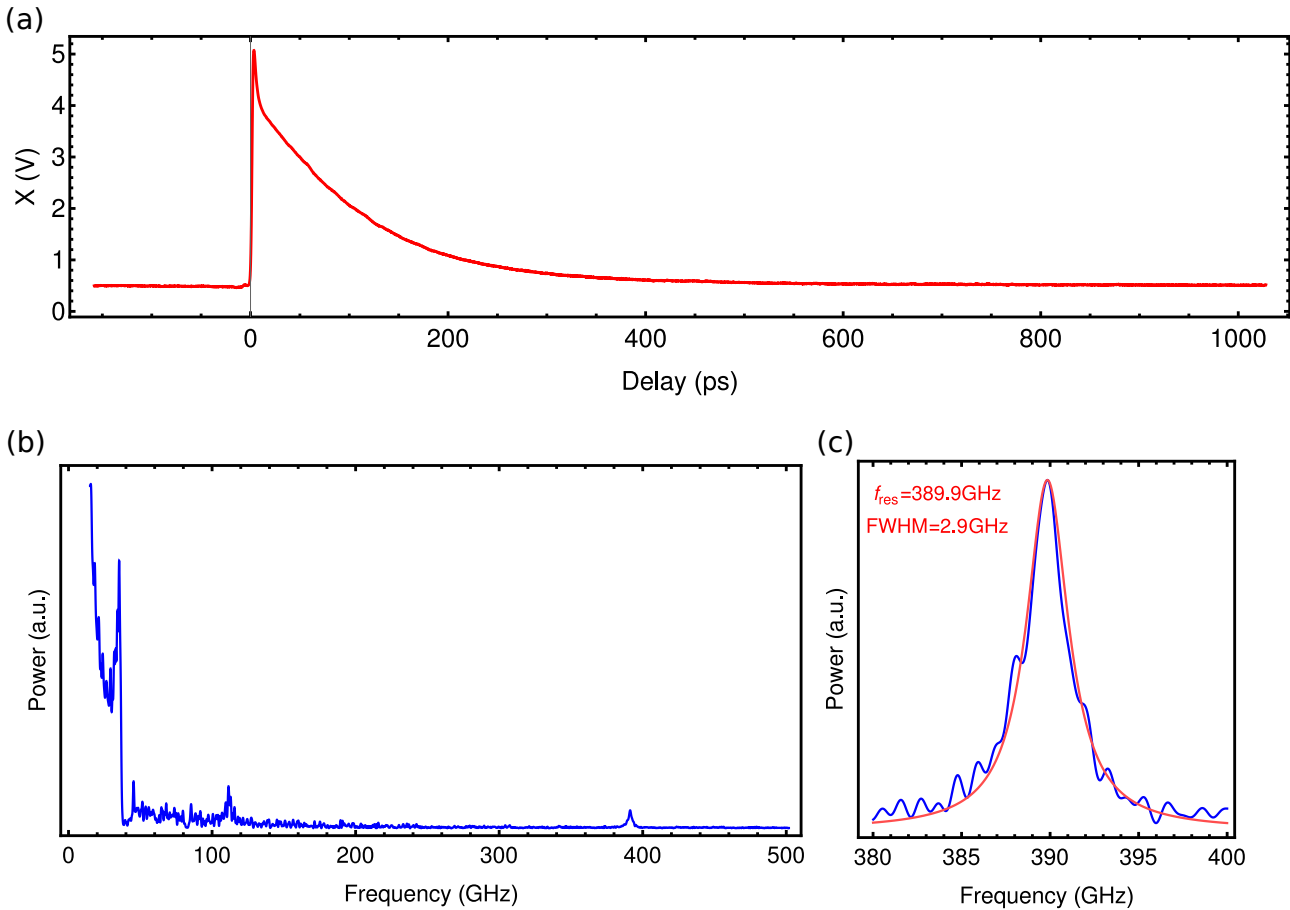 (a)
5
4
3
2
1
0
X (V)
0 200 400 600 800 1000
Delay (ps)
(b)
Power (a.u.)
0 100 200 300 400 500
Frequency (GHz)
(c)
f_res=389.9GHz
FWHM=2.9GHz
Power (a.u.)
380 385 390 395 400
Frequency (GHz)